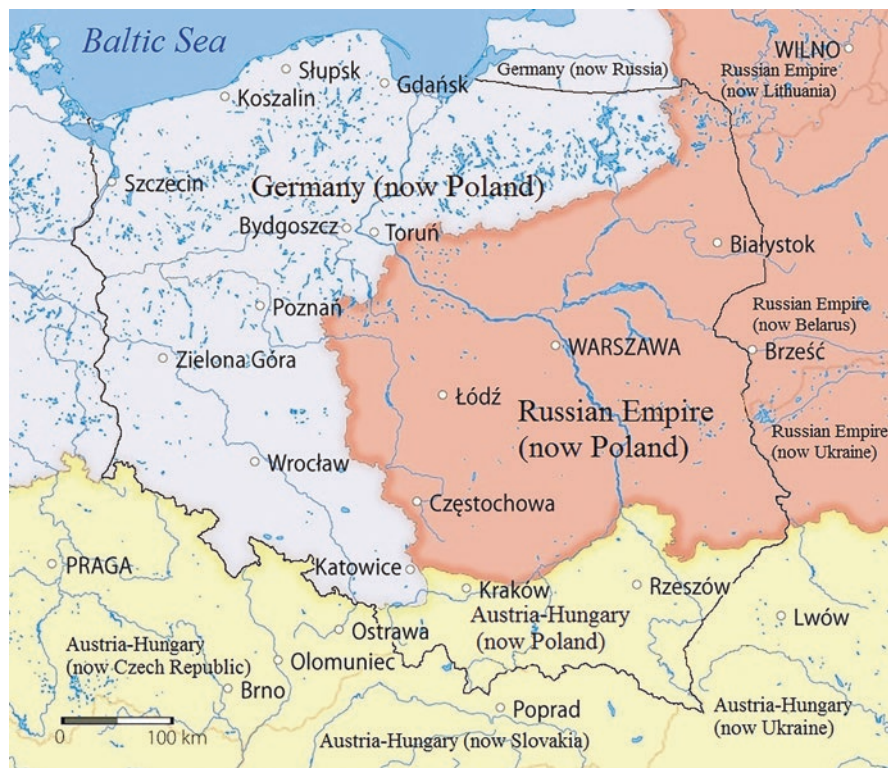 Baltic Sea
WILNO
Russian Empire
(now Lithuania)
Germany (now Russia)
Słupsk
Gdańsk
Koszalin
Szczecin
Germany (now Poland)
Bydgoszcz
Toruń
Białystok
Poznań
Russian Empire
(now Belarus)
Brześć
WARSZAWA
Zielona Góra
Łódź
Russian Empire
(now Poland)
Russian Empire
(now Ukraine)
Wrocław
Częstochowa
PRAGA
Katowice
Kraków
Rzeszów
Austria-Hungary
(now Poland)
Lwów
Ostrawa
Austria-Hungary
(now Czech Republic)
Olomuniec
Brno
Poprad
Austria-Hungary
(now Ukraine)
0
100 km
Austria-Hungary (now Slovakia)